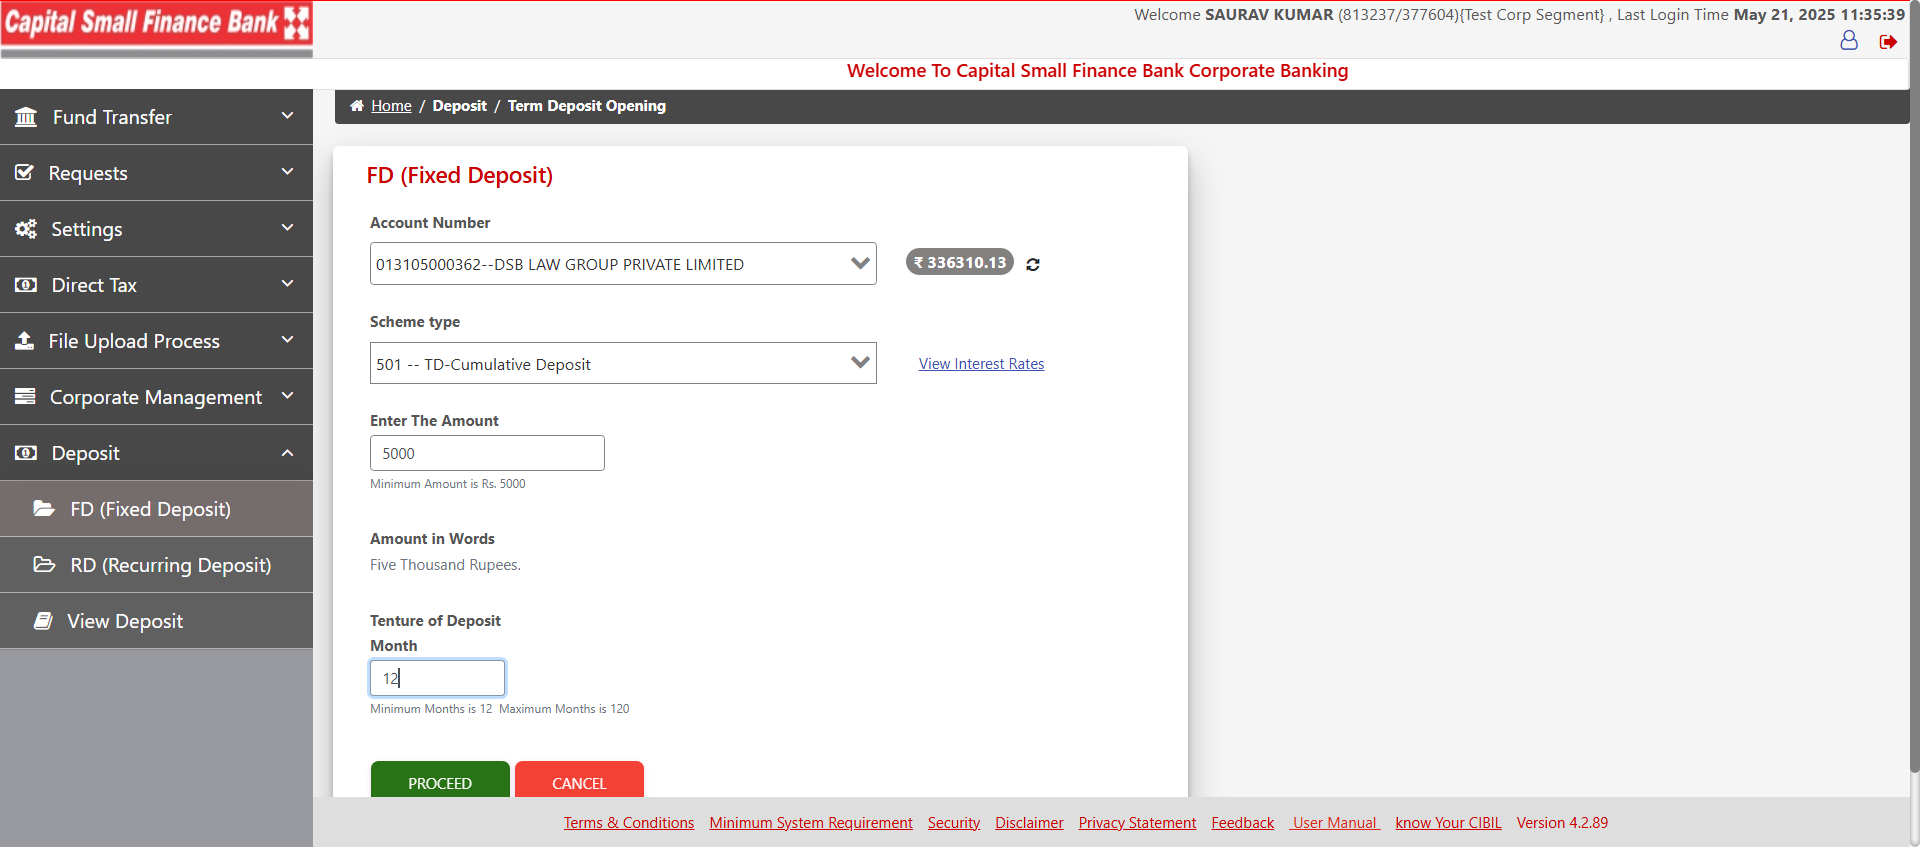 Capital Small Finance Bank
Welcome SAURAV KUMAR (813237/377604){Test Corp Segment} , Last Login Time May 21, 2025 11:35:39
Welcome To Capital Small Finance Bank Corporate Banking
Fund Transfer
Requests
Settings
Direct Tax
File Upload Process
Corporate Management
Deposit
FD (Fixed Deposit)
RD (Recurring Deposit)
View Deposit
Home / Deposit / Term Deposit Opening
FD (Fixed Deposit)
Account Number
013105000362--DSB LAW GROUP PRIVATE LIMITED
₹ 336310.13
Scheme type
501 -- TD-Cumulative Deposit
View Interest Rates
Enter The Amount
5000
Minimum Amount is Rs. 5000
Amount in Words
Five Thousand Rupees.
Tenture of Deposit
Month
12
Minimum Months is 12 Maximum Months is 120
PROCEED CANCEL
Terms & Conditions Minimum System Requirement Security Disclaimer Privacy Statement Feedback User Manual know Your CIBIL Version 4.2.89